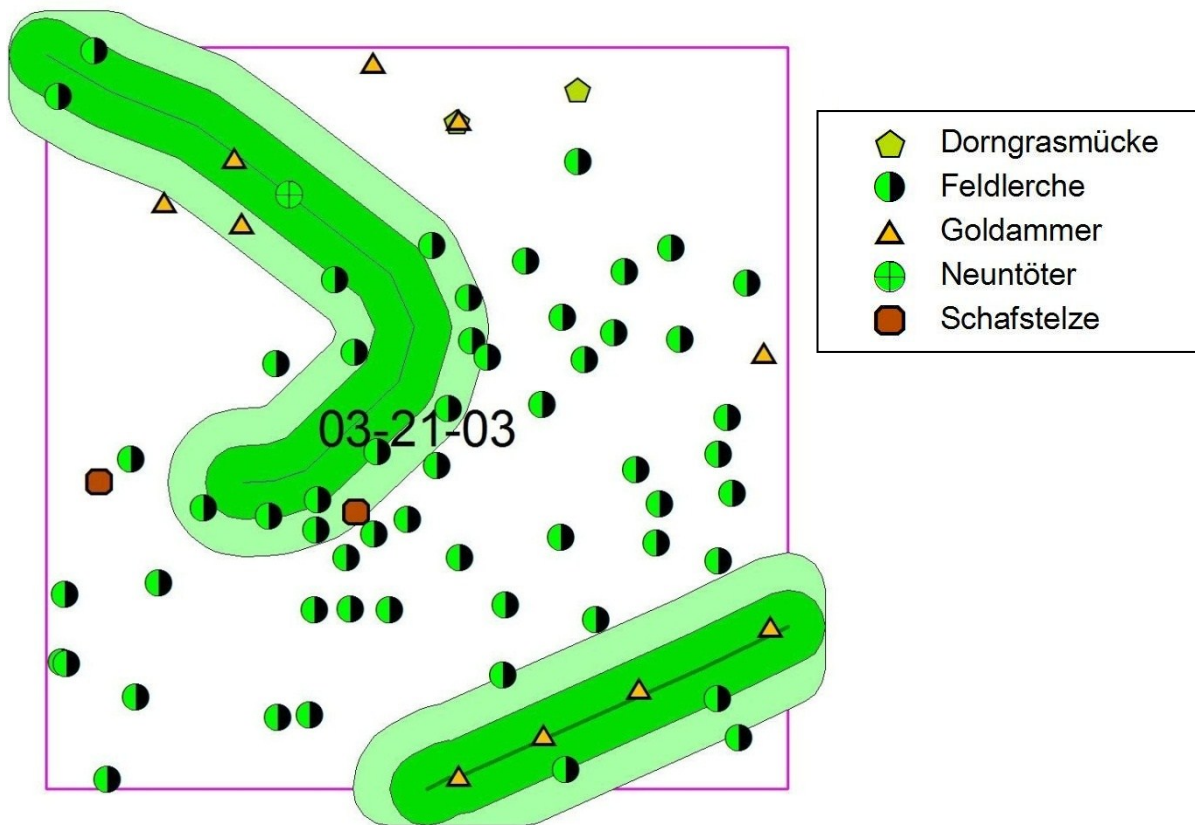 Dorngrasmücke
Feldlerche
Goldammer
Neuntöter
Schafstelze
03-21-03